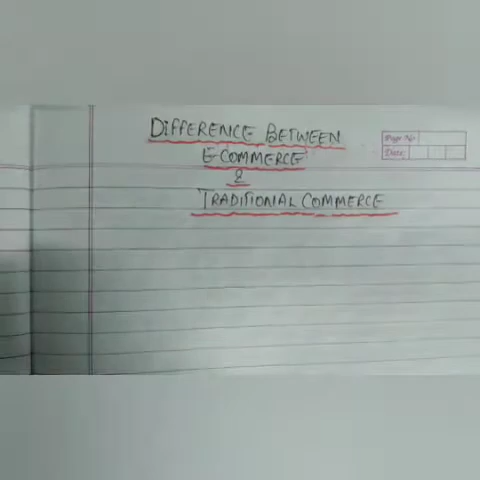 DIFFERENCE BETWEEN
E COMMERCE
&
TRADITIONAL COMMERCE
Page No
Date